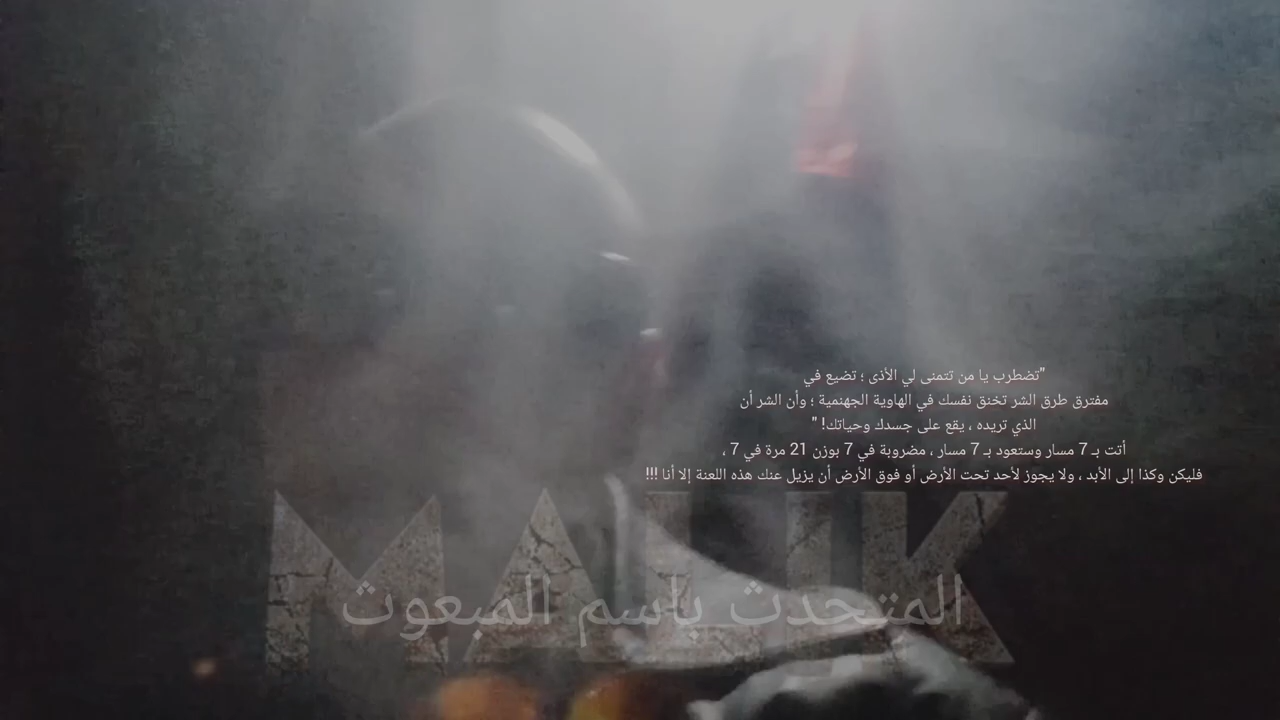 "تضطرب يا من تتمنى لي الأذى ؛ تضيع في
مفترق طرق الشر تخنق نفسك في الهاوية الجهنمية ؛ وأن الشر أن
الذي تريده ، يقع على جسدك وحياتك! "
أتت بـ 7 مسار وستعود بـ 7 مسار ، مضروبة في 7 بوزن 21 مرة في 7 ،
فليكن وكذا إلى الأبد ، ولا يجوز لأحد تحت الأرض أو فوق الأرض أن يزيل عنك هذه اللعنة إلا أنا !!!
MALIK
المتحدث باسم المبعوث